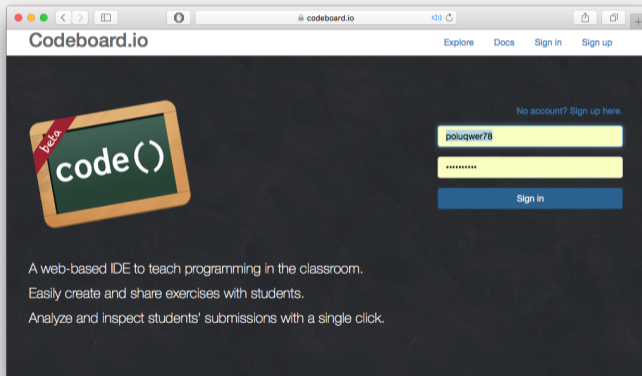 codeboard.io
Codeboard.io
Explore Docs Sign in Sign up
No account? Sign up here.
beta
code()
poluqwer78
••••••••••
Sign in
A web-based IDE to teach programming in the classroom.
Easily create and share exercises with students.
Analyze and inspect students' submissions with a single click.